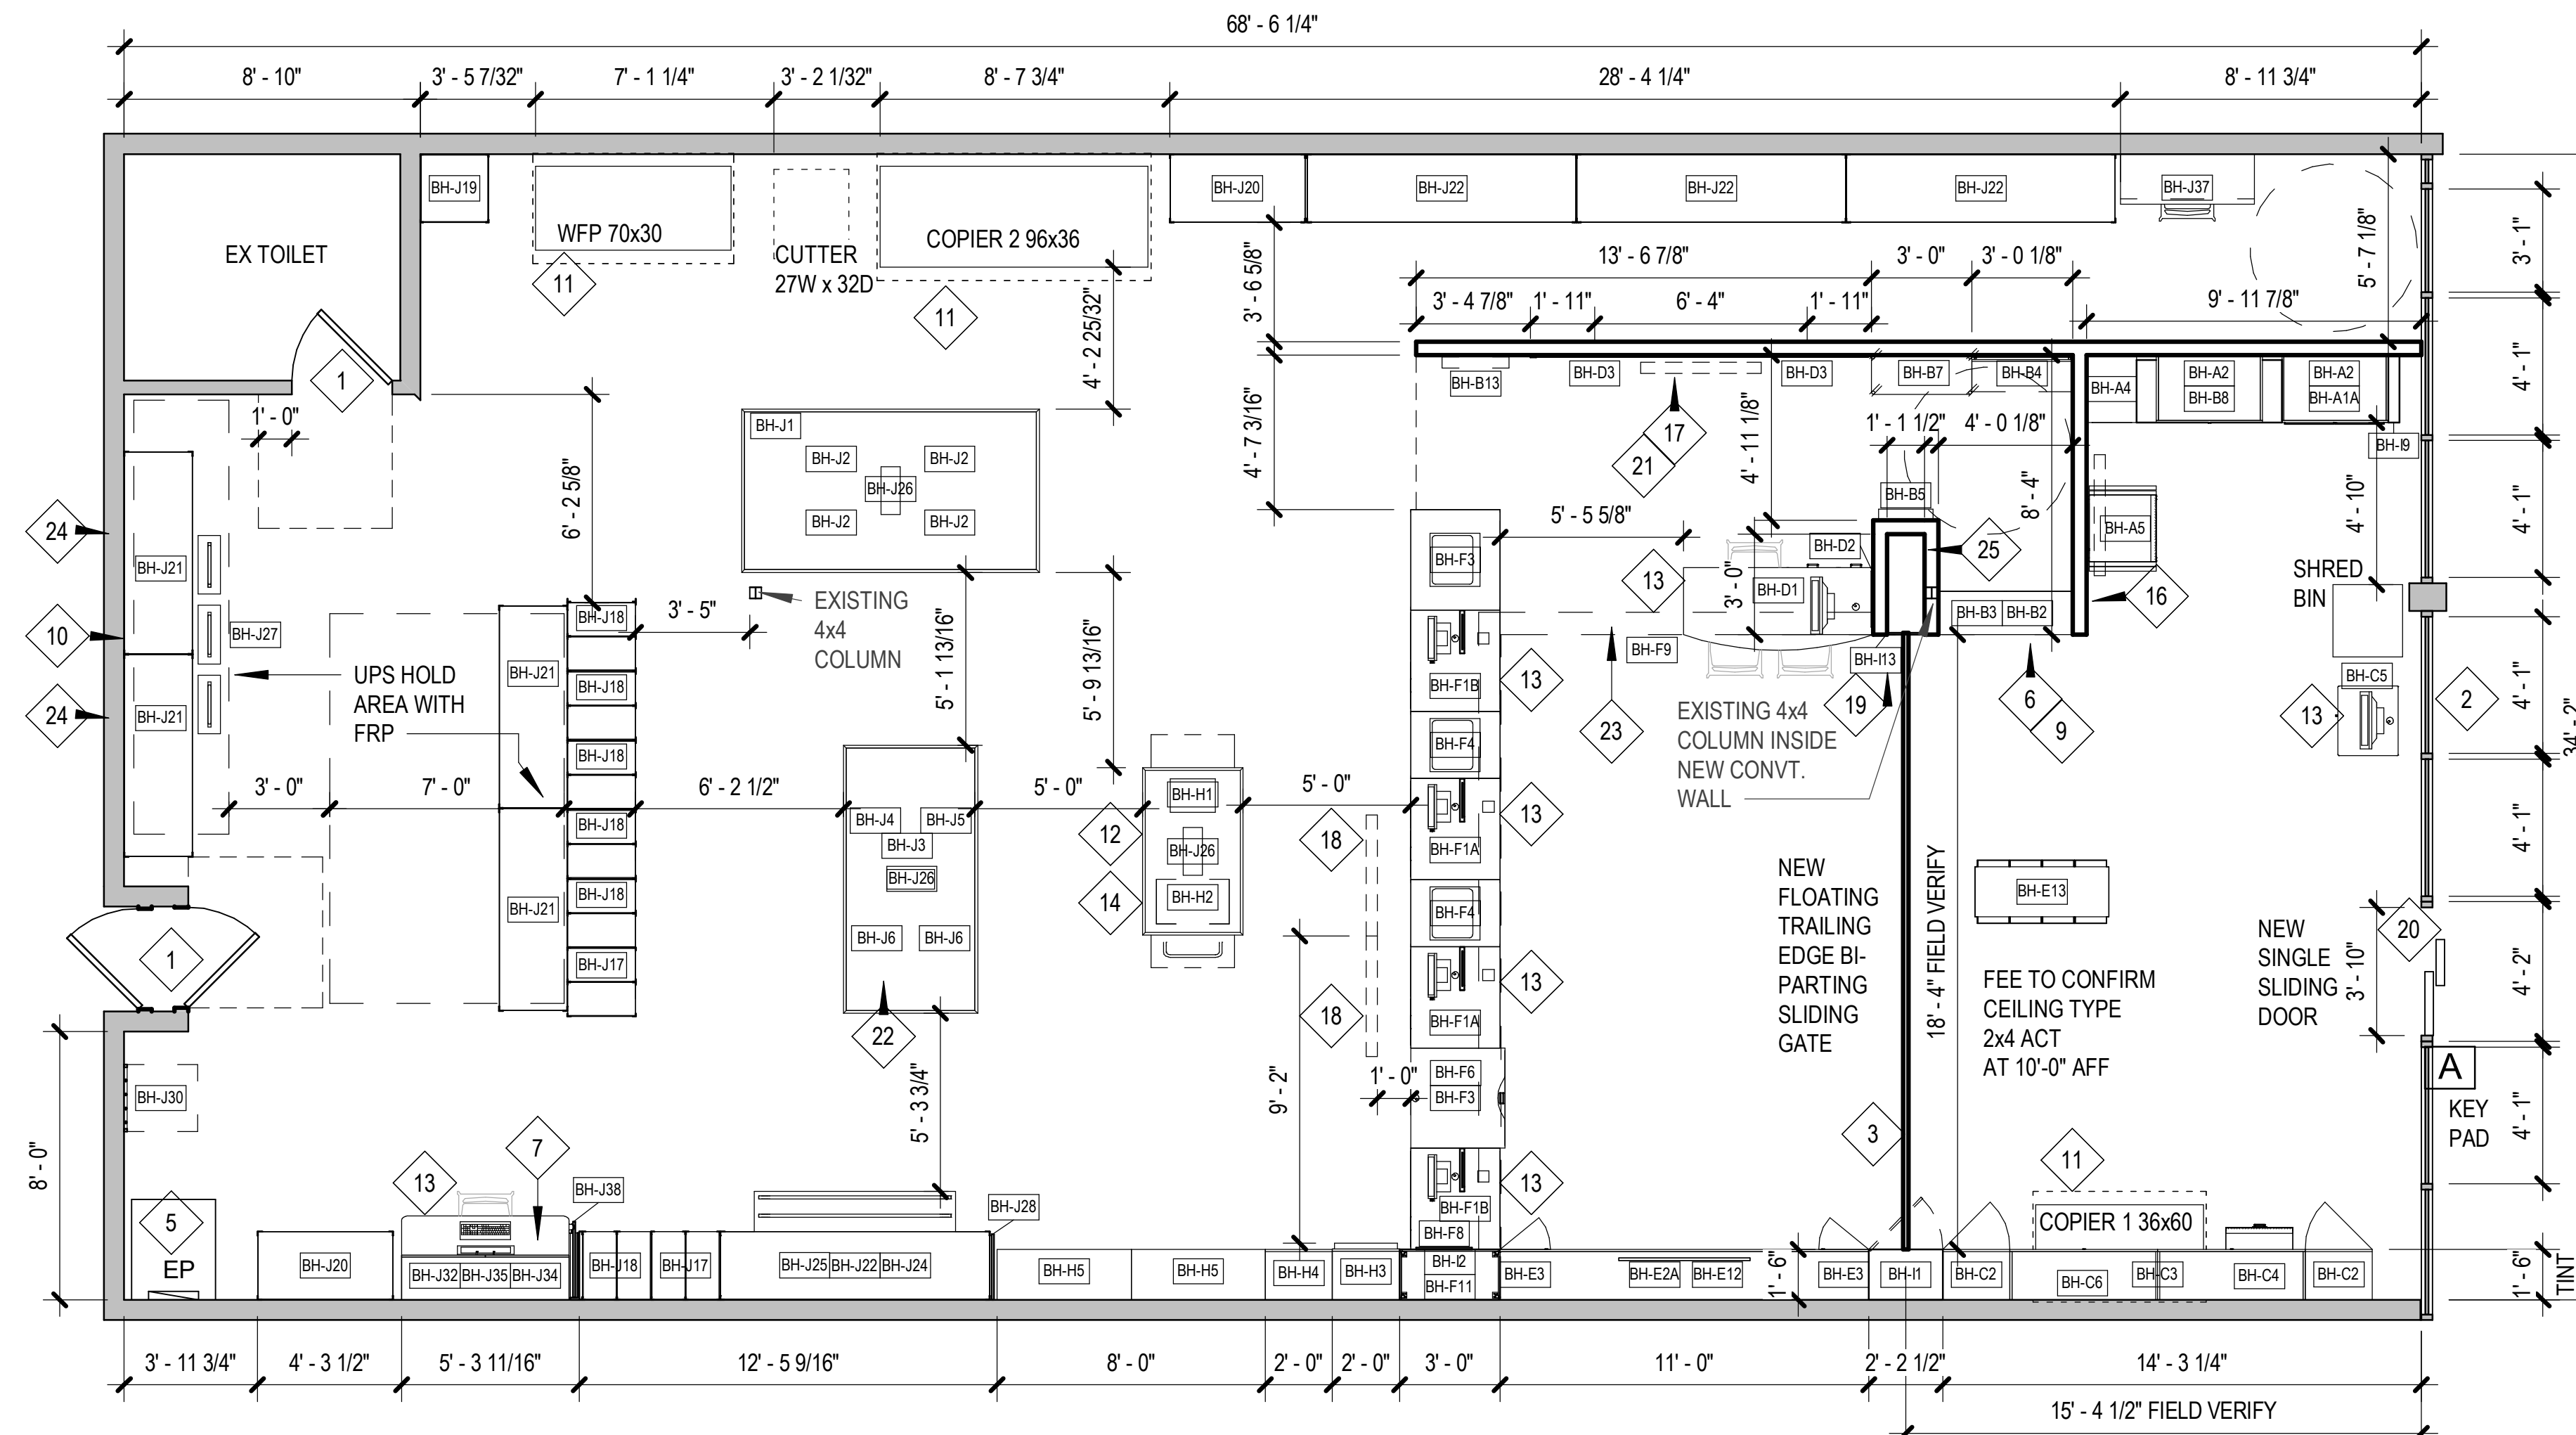 68' - 6 1/4"
8' - 10"
3' - 5 7/32"
7' - 1 1/4"
3' - 2 1/32"
8' - 7 3/4"
28' - 4 1/4"
8' - 11 3/4"
EX TOILET
BH-J19
WFP 70x30
11
CUTTER
27W x 32D
COPIER 2 96x36
11
BH-J20
BH-J22
BH-J22
BH-J22
BH-J37
3' - 6 5/8"
4' - 2 25/32"
13' - 6 7/8"
3' - 0"
3' - 0 1/8"
3' - 4 7/8"
1' - 11"
6' - 4"
1' - 11"
9' - 11 7/8"
5' - 7 1/8"
3' - 1"
1
1' - 0"
BH-B13
BH-D3
BH-D3
BH-B7
BH-B4
BH-A4
BH-A2
BH-B8
BH-A2
BH-A1A
BH-I9
4' - 1"
17
21
4' - 7 3/16"
4' - 11 1/8"
1' - 1 1/2"
4' - 0 1/8"
8' - 4"
BH-J1
BH-J2
BH-J2
BH-J26
BH-J2
BH-J2
6' - 2 5/8"
24
10
24
BH-J21
BH-J27
BH-J21
UPS HOLD
AREA WITH
FRP
BH-J21
BH-J18
BH-J18
BH-J18
BH-J18
BH-J18
BH-J17
BH-J21
3' - 5"
EXISTING
4x4
COLUMN
5' - 1 13/16"
5' - 9 13/16"
BH-F3
5' - 5 5/8"
13
BH-D2
BH-D1
3' - 0"
BH-B5
25
BH-B3
BH-B2
BH-A5
16
4' - 10"
4' - 1"
SHRED
BIN
BH-C5
13
2
4' - 1"
34' - 2"
BH-F9
23
BH-I13
19
6
9
EXISTING 4x4
COLUMN INSIDE
NEW CONVT.
WALL
BH-F1B
13
BH-F4
3' - 0"
7' - 0"
6' - 2 1/2"
5' - 0"
5' - 0"
BH-J4
BH-J5
BH-J3
BH-J26
BH-J6
BH-J6
22
12
14
BH-H1
BH-J26
BH-H2
18
18
13
BH-F1A
BH-F4
13
BH-F1A
BH-F6
BH-F3
1' - 0"
9' - 2"
5' - 3 3/4"
NEW
FLOATING
TRAILING
EDGE BI-
PARTING
SLIDING
GATE
18' - 4" FIELD VERIFY
BH-E13
FEE TO CONFIRM
CEILING TYPE
2x4 ACT
AT 10'-0" AFF
NEW
SINGLE
SLIDING
DOOR
3' - 10"
20
4' - 1"
4' - 2"
A
KEY
PAD
4' - 1"
1
BH-J30
8' - 0"
5
EP
13
7
BH-J38
BH-J28
3
11
COPIER 1 36x60
13
BH-F1B
BH-F8
BH-J20
BH-J32
BH-J35
BH-J34
BH-J18
BH-J17
BH-J25
BH-J22
BH-J24
BH-H5
BH-H5
BH-H4
BH-H3
BH-I2
BH-F11
BH-E3
BH-E2A
BH-E12
1' - 6"
BH-E3
BH-I1
BH-C2
BH-C6
BH-C3
BH-C4
BH-C2
1' - 6"
TINT
3' - 11 3/4"
4' - 3 1/2"
5' - 3 11/16"
12' - 5 9/16"
8' - 0"
2' - 0"
2' - 0"
3' - 0"
11' - 0"
2' - 2 1/2"
14' - 3 1/4"
15' - 4 1/2" FIELD VERIFY